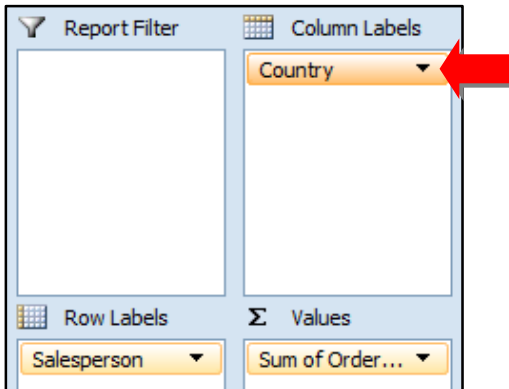 Report Filter
Column Labels
Country
Row Labels
Σ Values
Salesperson
Sum of Order...